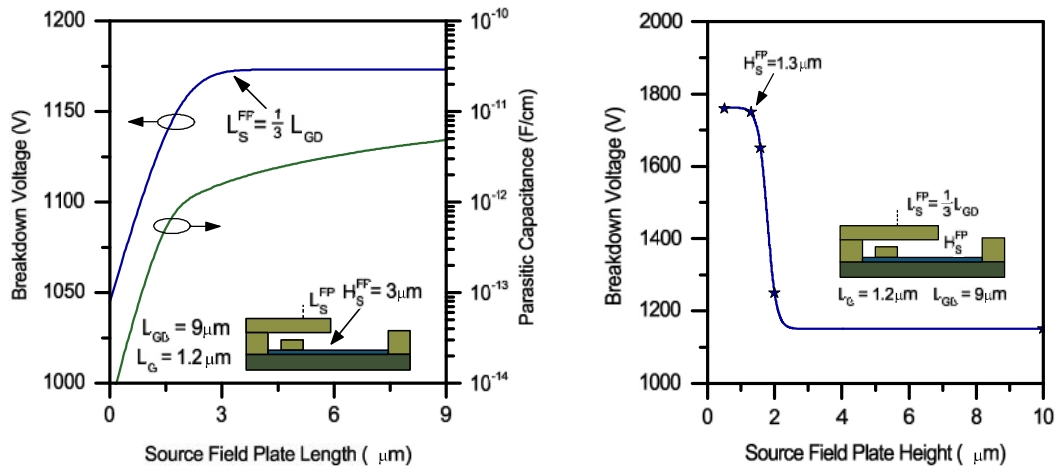 1200
1150
1100
1050
1000
Breakdown Voltage (V)
10⁻¹⁰
10⁻¹¹
10⁻¹²
10⁻¹³
10⁻¹⁴
Parasitic Capacitance (F/cm)
L_S^FP = 1/3 L_GD
L_S^FP H_S^FP = 3μm
L_GD = 9μm
L_G = 1.2μm
0 3 6 9
Source Field Plate Length ( μm)
2000
1800
1600
1400
1200
1000
Breakdown Voltage (V)
H_S^FP = 1.3μm
L_S^FP = 1/3 L_GD
H_S^FP
L_G = 1.2μm L_GD = 9μm
0 2 4 6 8 10
Source Field Plate Height ( μm)